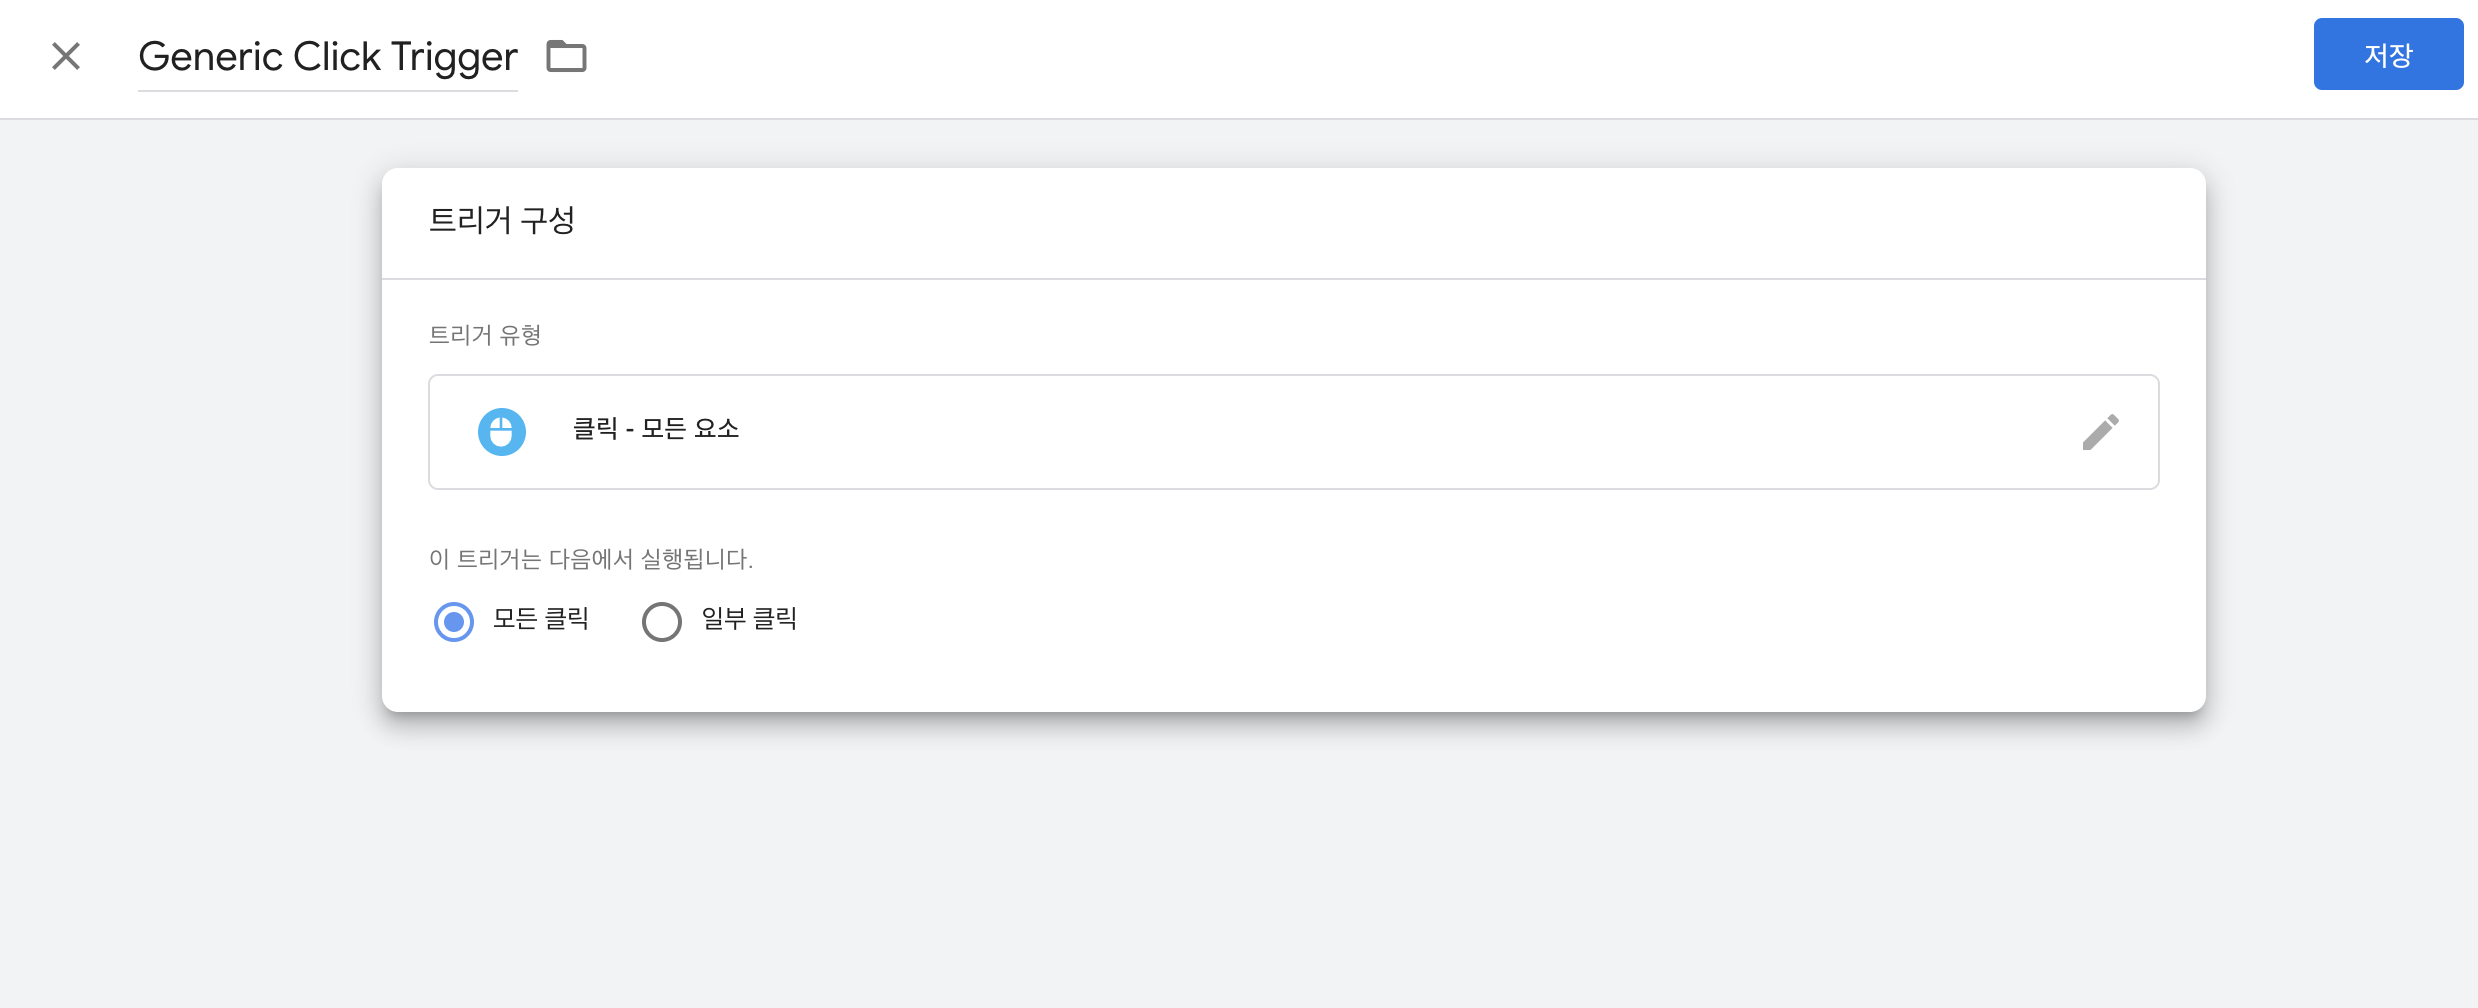 Generic Click Trigger
저장
트리거 구성
트리거 유형
클릭 - 모든 요소
이 트리거는 다음에서 실행됩니다.
모든 클릭 일부 클릭